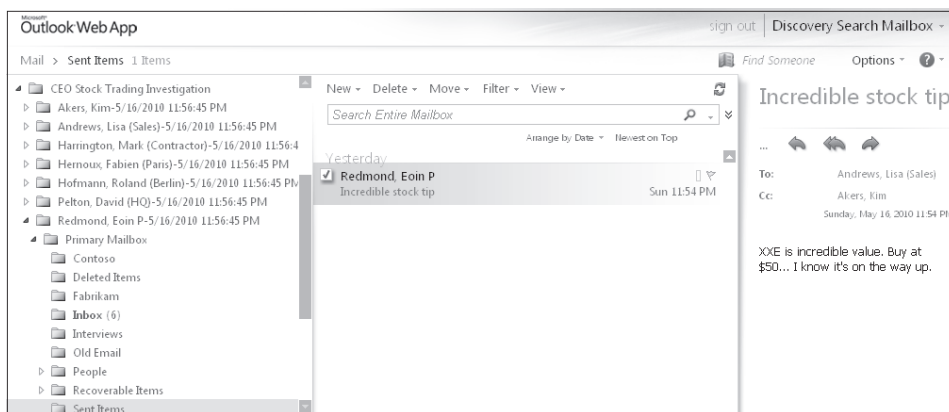 Microsoft®
Outlook Web App
sign out Discovery Search Mailbox
Mail > Sent Items 1 Items
Find Someone Options ?
CEO Stock Trading Investigation
Akers, Kim-5/16/2010 11:56:45 PM
Andrews, Lisa (Sales)-5/16/2010 11:56:45 PM
Harrington, Mark (Contractor)-5/16/2010 11:56:4
Hernoux, Fabien (Paris)-5/16/2010 11:56:45 PM
Hofmann, Roland (Berlin)-5/16/2010 11:56:45 PM
Pelton, David (HQ)-5/16/2010 11:56:45 PM
Redmond, Eoin P-5/16/2010 11:56:45 PM
Primary Mailbox
Contoso
Deleted Items
Fabrikam
Inbox (6)
Interviews
Old Email
People
Recoverable Items
Sent Items
New Delete Move Filter View
Search Entire Mailbox
Arrange by Date Newest on Top
Yesterday
Redmond, Eoin P
Incredible stock tip Sun 11:54 PM
Incredible stock tip
...
To: Andrews, Lisa (Sales)
Cc: Akers, Kim
Sunday, May 16, 2010 11:54 PM
XXE is incredible value. Buy at
$50... I know it's on the way up.